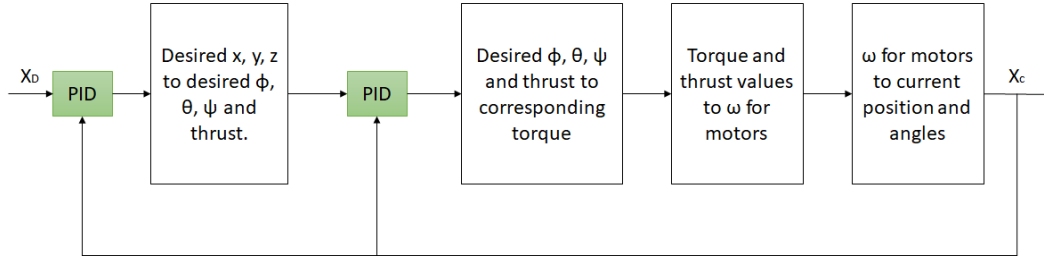 X_D
PID
Desired x, y, z
to desired ϕ,
θ, ψ and
thrust.
PID
Desired ϕ, θ, ψ
and thrust to
corresponding
torque
Torque and
thrust values
to ω for
motors
ω for motors
to current
position and
angles
X_c